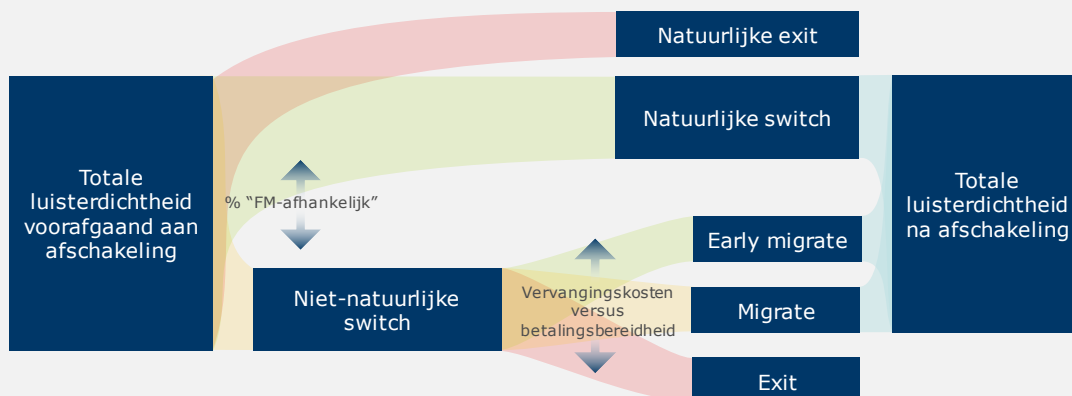 Natuurlijke exit
Natuurlijke switch
Totale
luisterdichtheid
voorafgaand aan
afschakeling
% “FM-afhankelijk”
Totale
luisterdichtheid
na afschakeling
Early migrate
Niet-natuurlijke
switch
Vervangingskosten
versus
betalingsbereidheid
Migrate
Exit